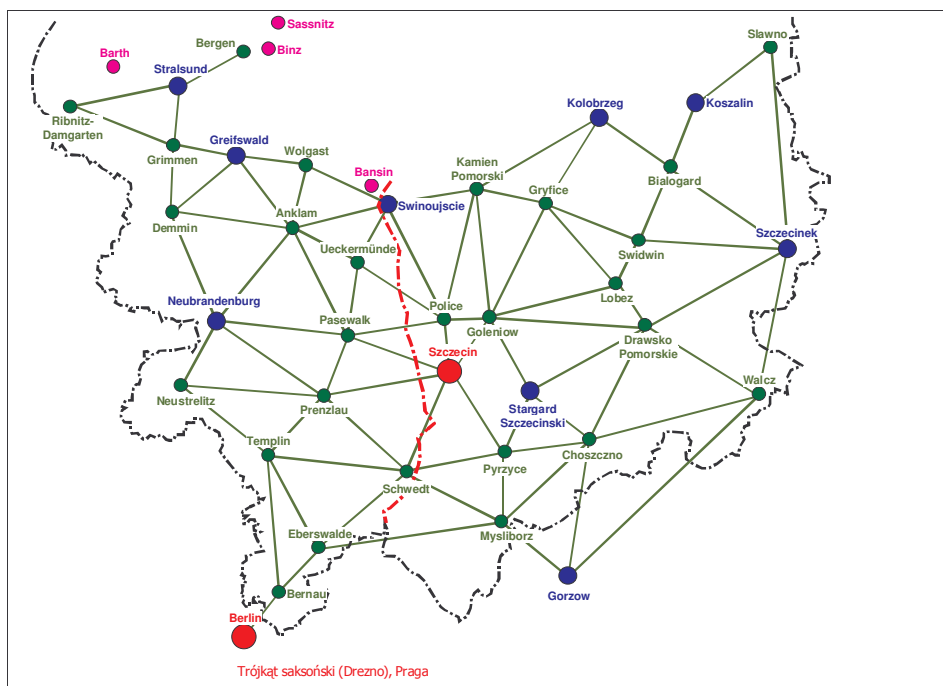 Sassnitz
Bergen
Binz
Barth
Stralsund
Slawno
Ribnitz-
Damgarten
Kolobrzeg
Koszalin
Grimmen
Greifswald
Wolgast
Bansin
Kamien
Pomorski
Gryfice
Bialogard
Swinoujscie
Demmin
Anklam
Ueckermünde
Swidwin
Szczecinek
Neubrandenburg
Police
Goleniow
Lobez
Pasewalk
Drawsko
Pomorskie
Szczecin
Walcz
Neustrelitz
Prenzlau
Stargard
Szczecinski
Templin
Schwedt
Pyrzyce
Choszczno
Eberswalde
Mysliborz
Bernau
Gorzow
Berlin
Trójkąt saksoński (Drezno), Praga